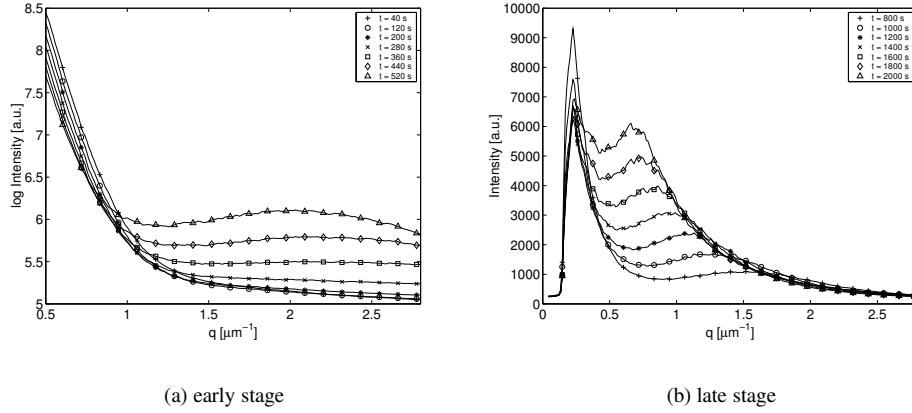 8.5
8
7.5
7
6.5
6
5.5
5
0.5
1
1.5
2
2.5
log Intensity [a.u.]
q [μm⁻¹]
t = 40 s
t = 120 s
t = 200 s
t = 280 s
t = 360 s
t = 440 s
t = 520 s
(a) early stage
10000
9000
8000
7000
6000
5000
4000
3000
2000
1000
0
0
0.5
1
1.5
2
2.5
Intensity [a.u.]
q [μm⁻¹]
t = 800 s
t = 1000 s
t = 1200 s
t = 1400 s
t = 1600 s
t = 1800 s
t = 2000 s
(b) late stage